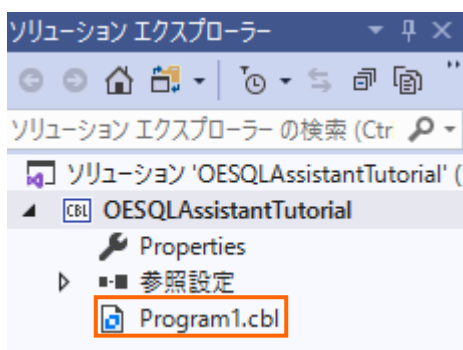 ソリューション エクスプローラー
ソリューション エクスプローラー の検索 (Ctr
ソリューション 'OESQLAssistantTutorial' (
CBL OESQLAssistantTutorial
Properties
参照設定
Program1.cbl